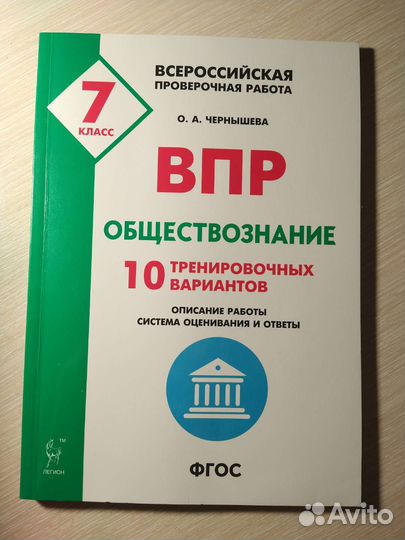 7
КЛАСС
ВСЕРОССИЙСКАЯ
ПРОВЕРОЧНАЯ РАБОТА
О. А. ЧЕРНЫШЕВА
ВПР
ОБЩЕСТВОЗНАНИЕ
10 ТРЕНИРОВОЧНЫХ
ВАРИАНТОВ
ОПИСАНИЕ РАБОТЫ
СИСТЕМА ОЦЕНИВАНИЯ И ОТВЕТЫ
TM
ЛЕГИОН
ФГОС
Avito